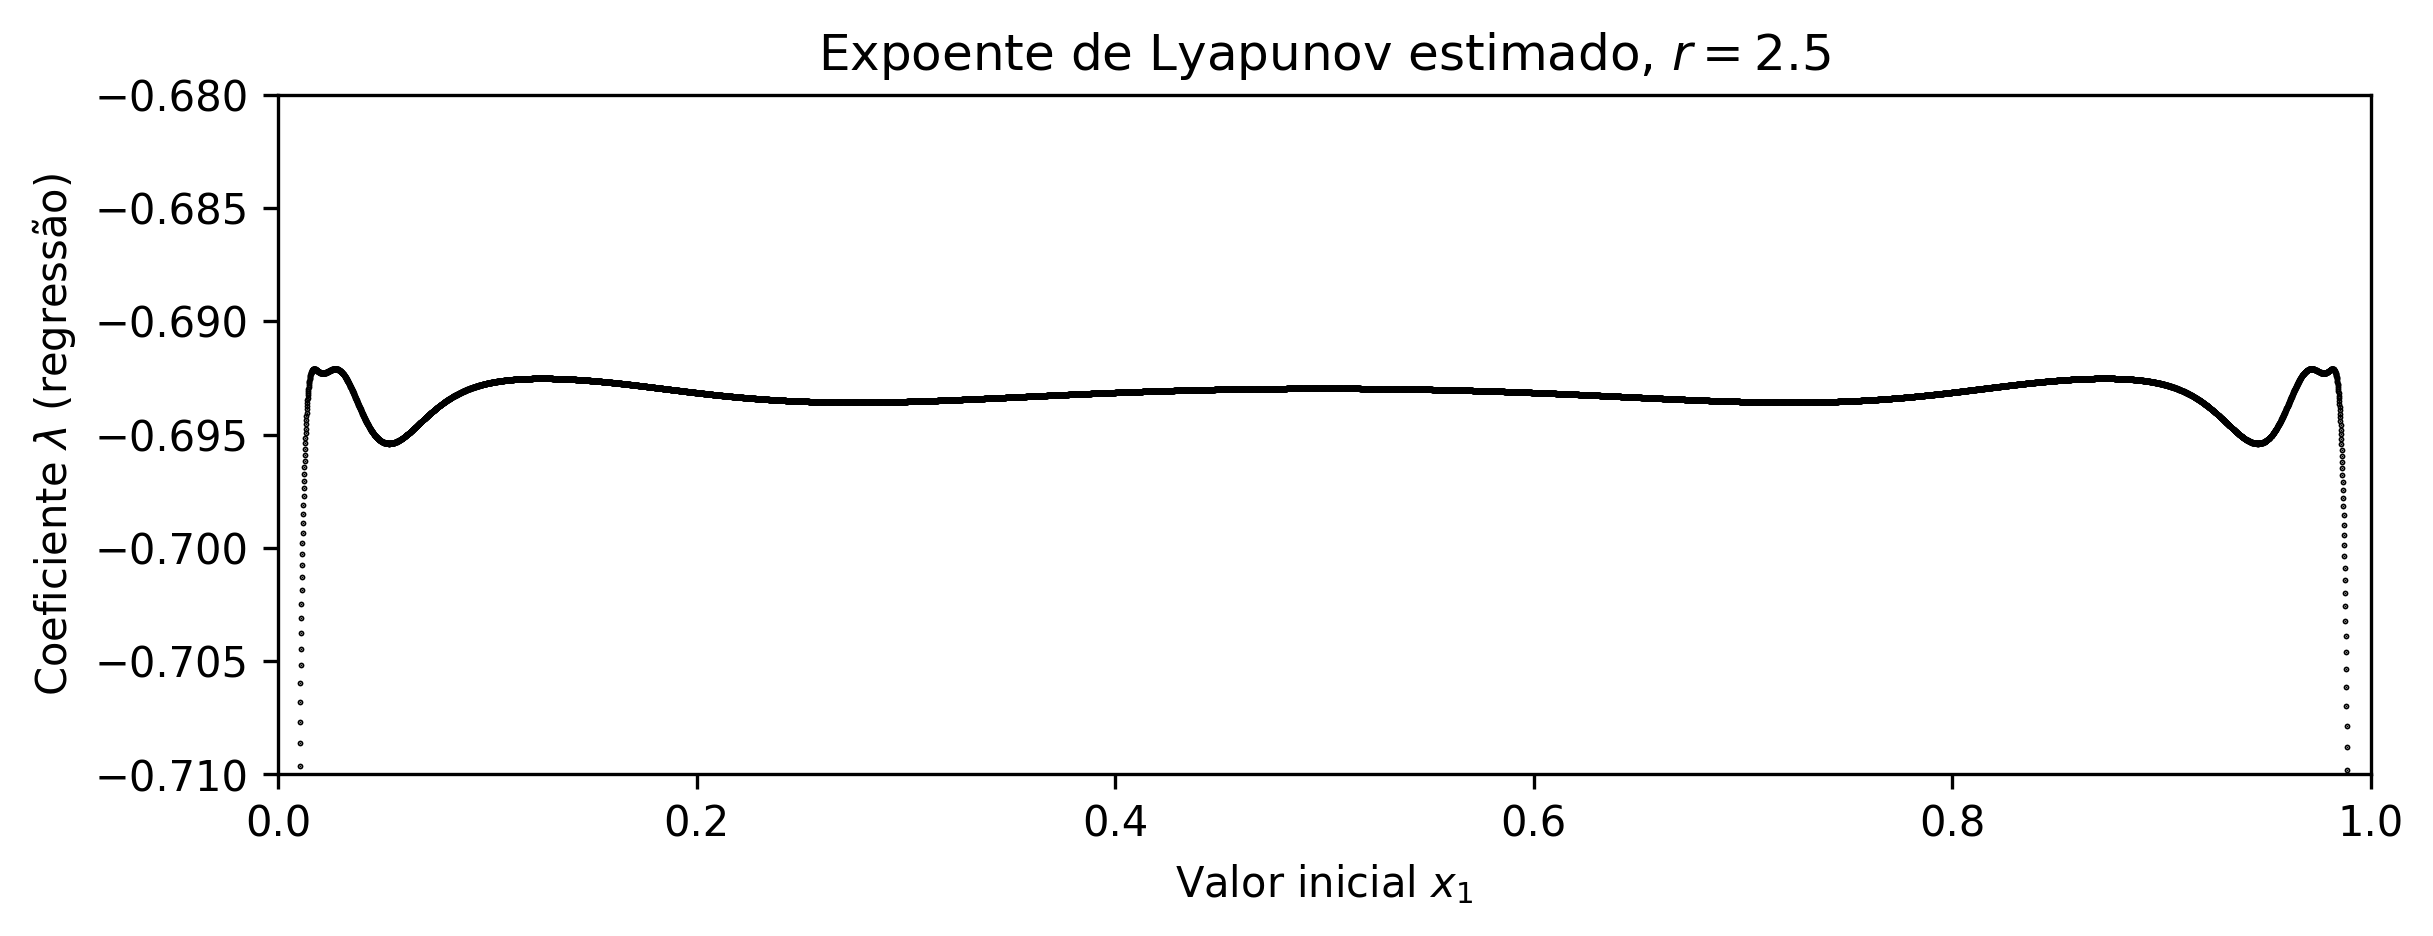 Expoente de Lyapunov estimado, r = 2.5
−0.680
−0.685
−0.690
−0.695
−0.700
−0.705
−0.710
Coeficiente λ (regressão)
0.0 0.2 0.4 0.6 0.8 1.0
Valor inicial x₁